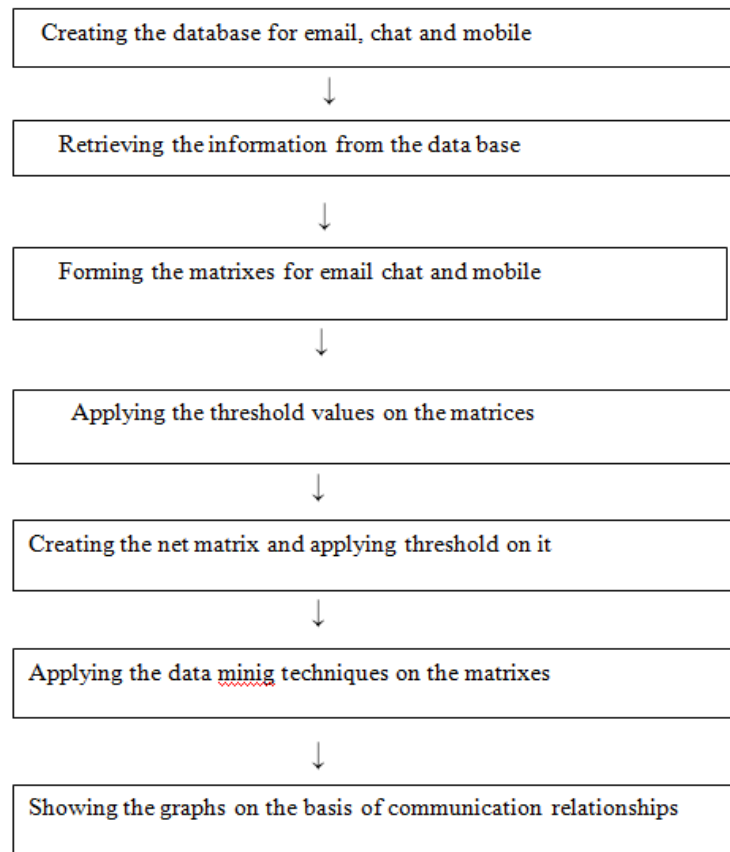 Creating the database for email, chat and mobile
Retrieving the information from the data base
Forming the matrixes for email chat and mobile
Applying the threshold values on the matrices
Creating the net matrix and applying threshold on it
Applying the data minig techniques on the matrixes
Showing the graphs on the basis of communication relationships